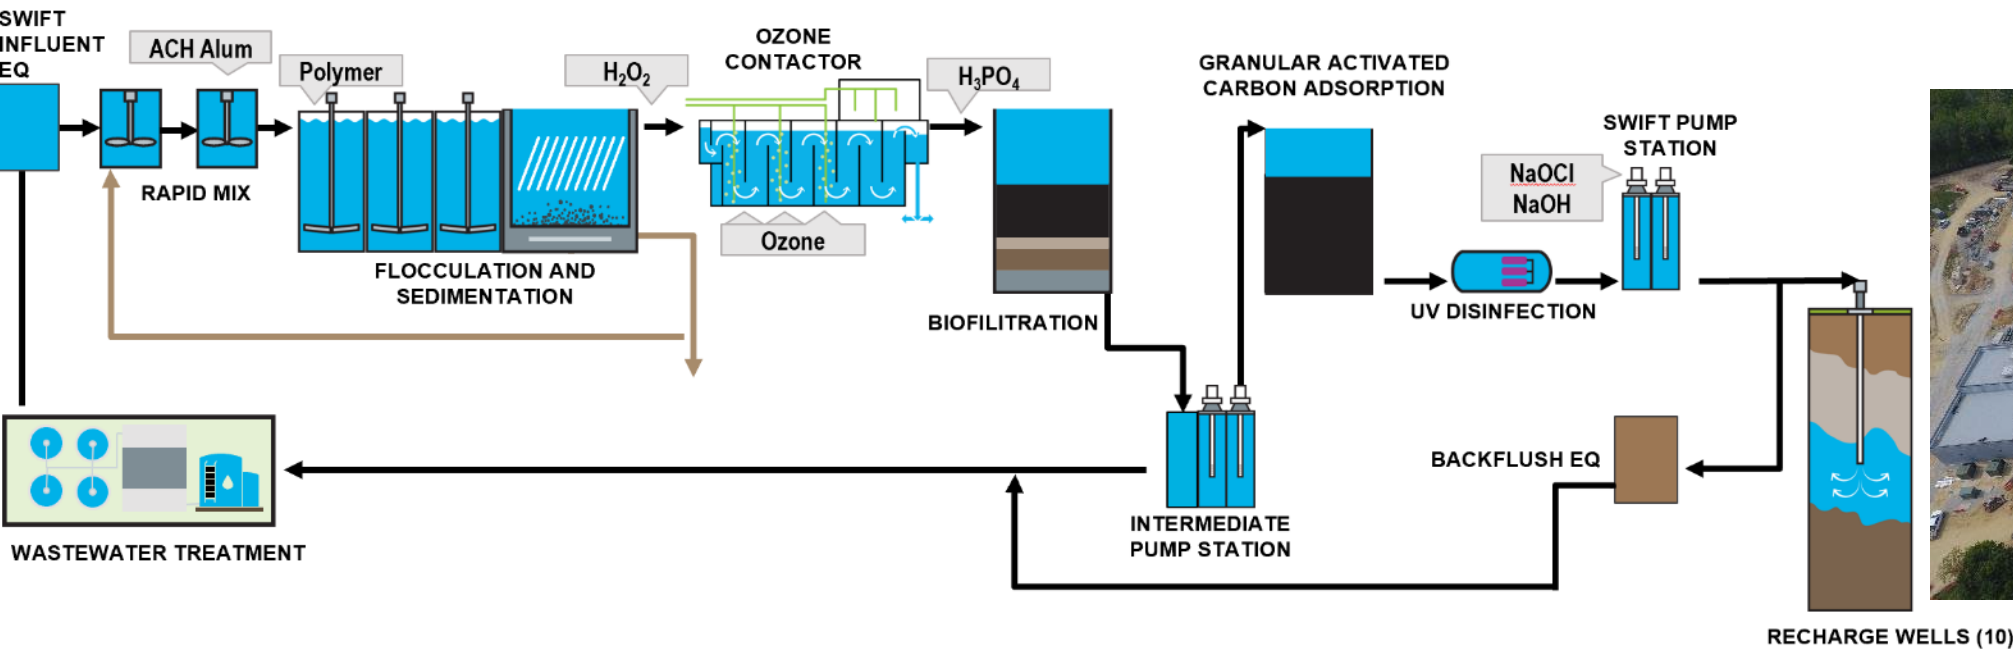 SWIFT
INFLUENT
EQ
ACH Alum
Polymer
RAPID MIX
FLOCCULATION AND
SEDIMENTATION
H₂O₂
OZONE
CONTACTOR
Ozone
H₃PO₄
BIOFILITRATION
INTERMEDIATE
PUMP STATION
GRANULAR ACTIVATED
CARBON ADSORPTION
UV DISINFECTION
SWIFT PUMP
STATION
NaOCl
NaOH
BACKFLUSH EQ
WASTEWATER TREATMENT
RECHARGE WELLS (10)